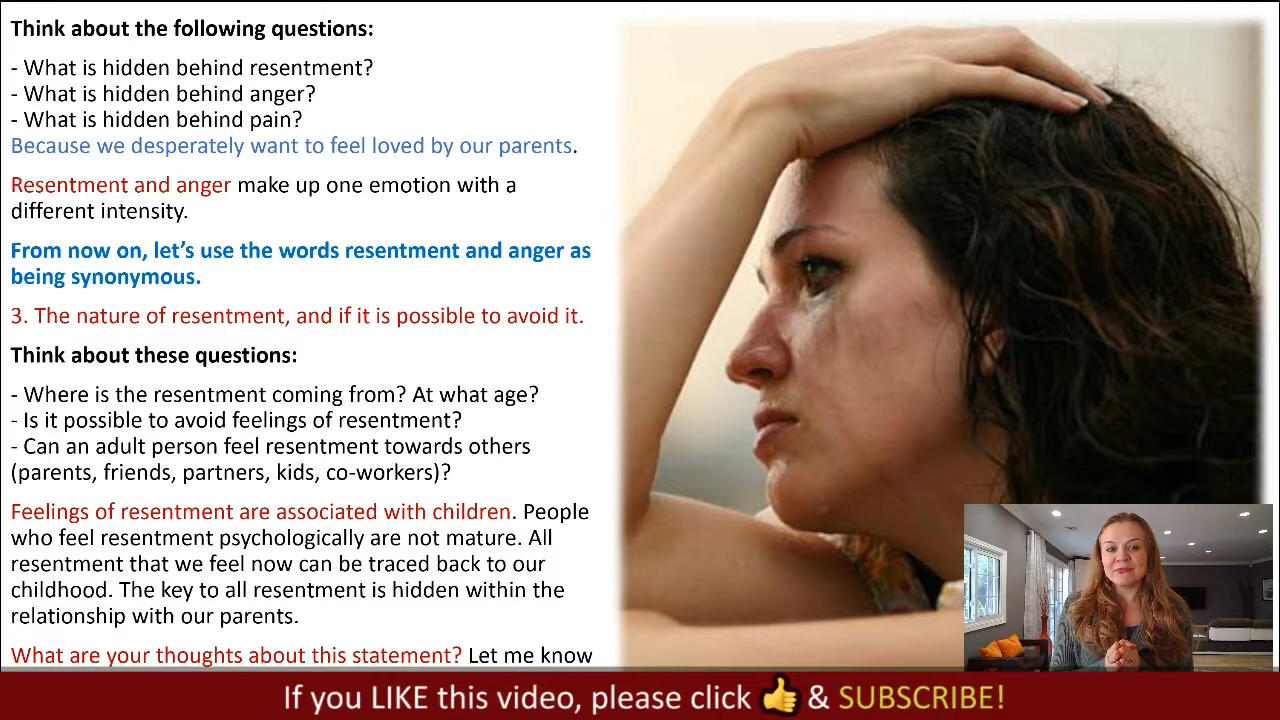 Think about the following questions:
- What is hidden behind resentment?
- What is hidden behind anger?
- What is hidden behind pain?
Because we desperately want to feel loved by our parents.
Resentment and anger make up one emotion with a
different intensity.
From now on, let's use the words resentment and anger as
being synonymous.
3. The nature of resentment, and if it is possible to avoid it.
Think about these questions:
- Where is the resentment coming from? At what age?
- Is it possible to avoid feelings of resentment?
- Can an adult person feel resentment towards others
(parents, friends, partners, kids, co-workers)?
Feelings of resentment are associated with children. People
who feel resentment psychologically are not mature. All
resentment that we feel now can be traced back to our
childhood. The key to all resentment is hidden within the
relationship with our parents.
What are your thoughts about this statement? Let me know
If you LIKE this video, please click 👍 & SUBSCRIBE!